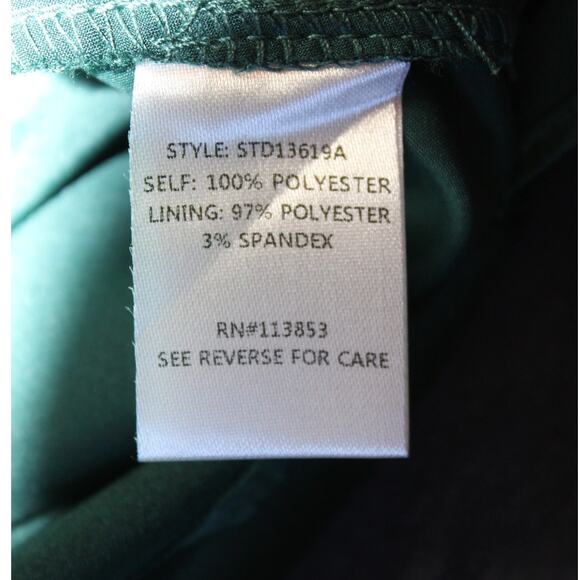 STYLE: STD13619A
SELF: 100% POLYESTER
LINING: 97% POLYESTER
3% SPANDEX
RN#113853
SEE REVERSE FOR CARE